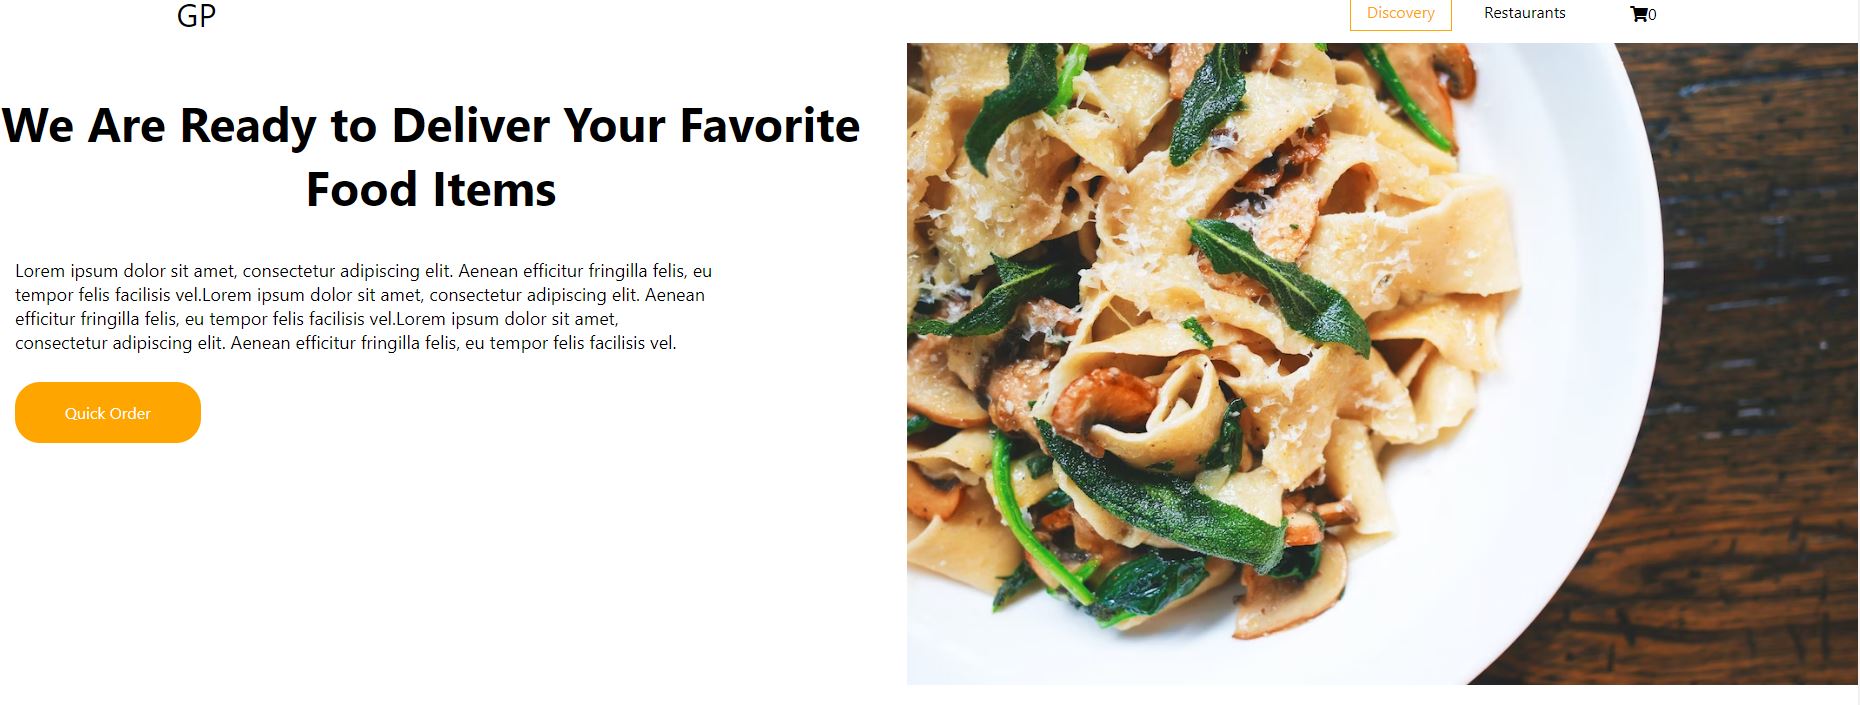 GP
Discovery
Restaurants
0
We Are Ready to Deliver Your Favorite
Food Items
Lorem ipsum dolor sit amet, consectetur adipiscing elit. Aenean efficitur fringilla felis, eu
tempor felis facilisis vel.Lorem ipsum dolor sit amet, consectetur adipiscing elit. Aenean
efficitur fringilla felis, eu tempor felis facilisis vel.Lorem ipsum dolor sit amet,
consectetur adipiscing elit. Aenean efficitur fringilla felis, eu tempor felis facilisis vel.
Quick Order